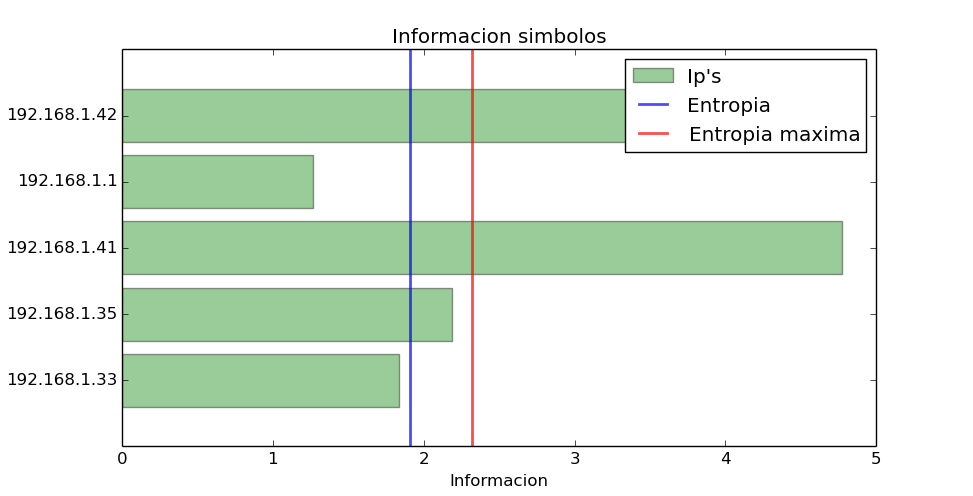 Informacion simbolos
Ip's
Entropia
Entropia maxima
192.168.1.42
192.168.1.1
192.168.1.41
192.168.1.35
192.168.1.33
0 1 2 3 4 5
Informacion